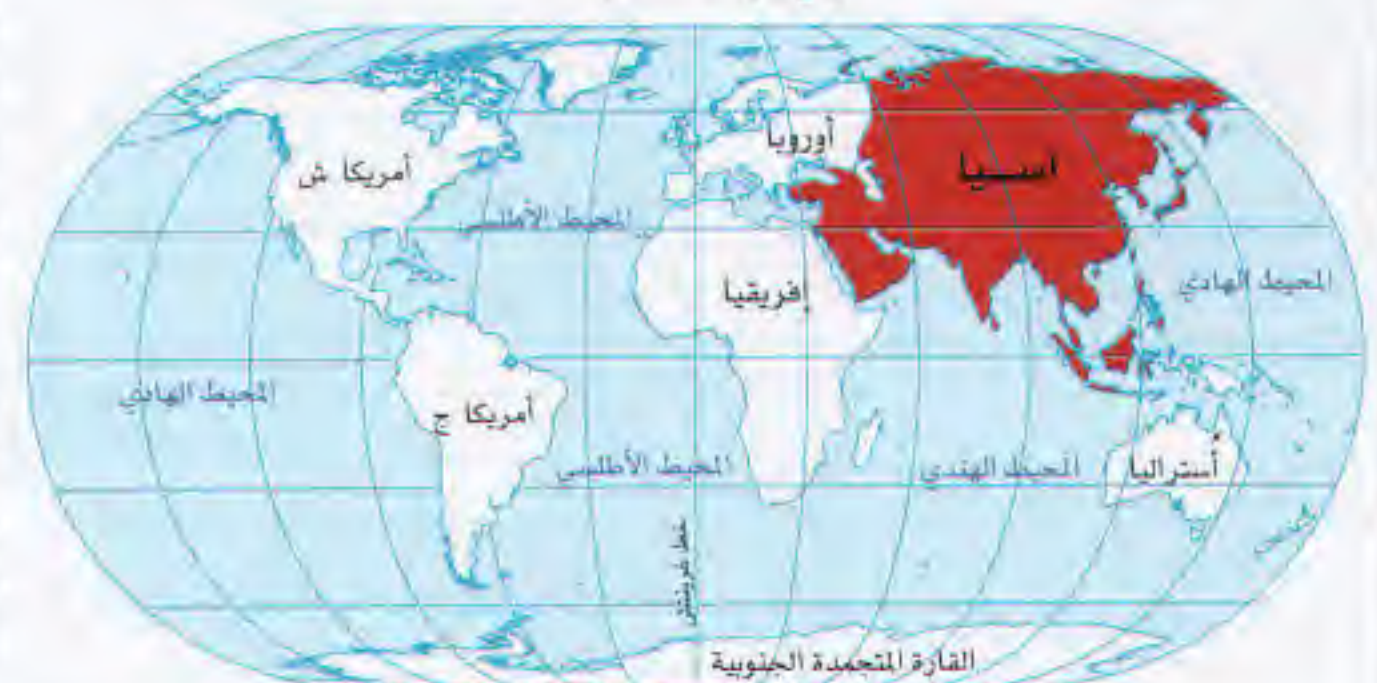 أوروبا
اسيا
أمريكا ش
المحيط الأطلسي
إفريقيا
المحيط الهادي
المحيط الهادي
أمريكا ج
المحيط الأطلسي
المحيط الهندي
أستراليا
خط غرينتش
القارة المتجمدة الجنوبية